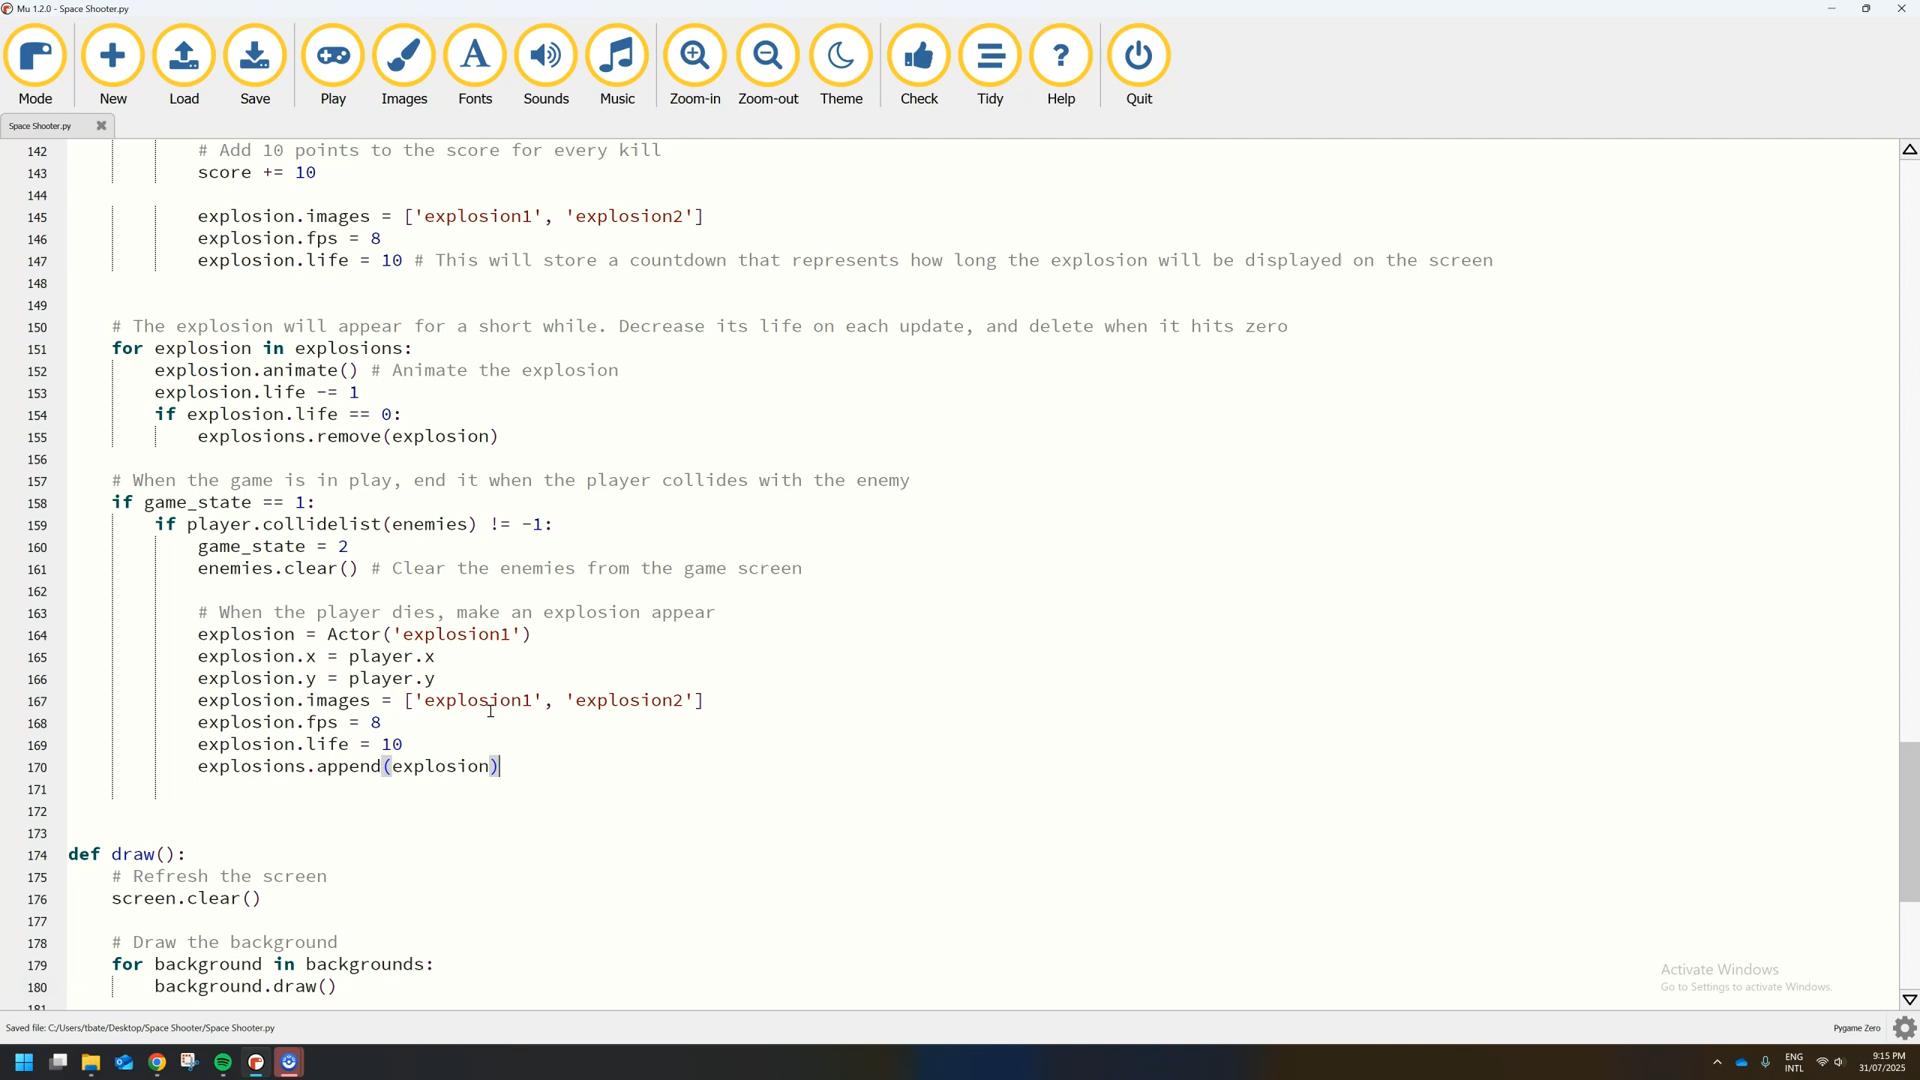 Mu 1.2.0 - Space Shooter.py
Mode New Load Save Play Images Fonts Sounds Music Zoom-in Zoom-out Theme Check Tidy Help Quit
Space Shooter.py
142 # Add 10 points to the score for every kill
143 score += 10
144
145 explosion.images = ['explosion1', 'explosion2']
146 explosion.fps = 8
147 explosion.life = 10 # This will store a countdown that represents how long the explosion will be displayed on the screen
148
149
150 # The explosion will appear for a short while. Decrease its life on each update, and delete when it hits zero
151 for explosion in explosions:
152 explosion.animate() # Animate the explosion
153 explosion.life -= 1
154 if explosion.life == 0:
155 explosions.remove(explosion)
156
157 # When the game is in play, end it when the player collides with the enemy
158 if game_state == 1:
159 if player.collidelist(enemies) != -1:
160 game_state = 2
161 enemies.clear() # Clear the enemies from the game screen
162
163 # When the player dies, make an explosion appear
164 explosion = Actor('explosion1')
165 explosion.x = player.x
166 explosion.y = player.y
167 explosion.images = ['explosion1', 'explosion2']
168 explosion.fps = 8
169 explosion.life = 10
170 explosions.append(explosion)
171
172
173
174 def draw():
175 # Refresh the screen
176 screen.clear()
177
178 # Draw the background
179 for background in backgrounds:
180 background.draw()
181
Activate Windows
Go to Settings to activate Windows.
Saved file: C:/Users/tbate/Desktop/Space Shooter/Space Shooter.py
Pygame Zero
ENG
INTL
9:15 PM
31/07/2025